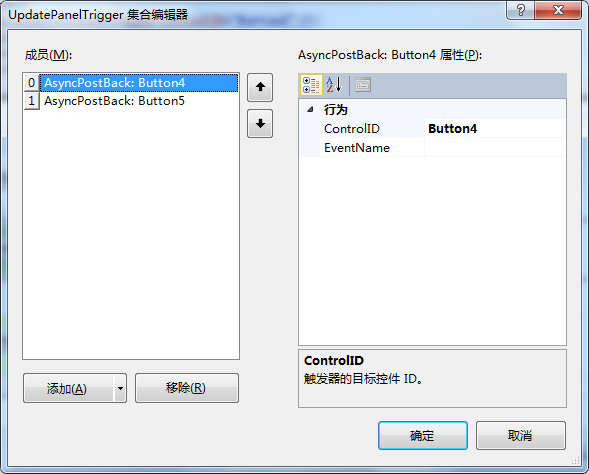 UpdatePanelTrigger 集合编辑器
成员(M):
0 AsyncPostBack: Button4
1 AsyncPostBack: Button5
添加(A)
移除(R)
AsyncPostBack: Button4 属性(P):
行为
ControlID Button4
EventName
ControlID
触发器的目标控件 ID。
确定
取消